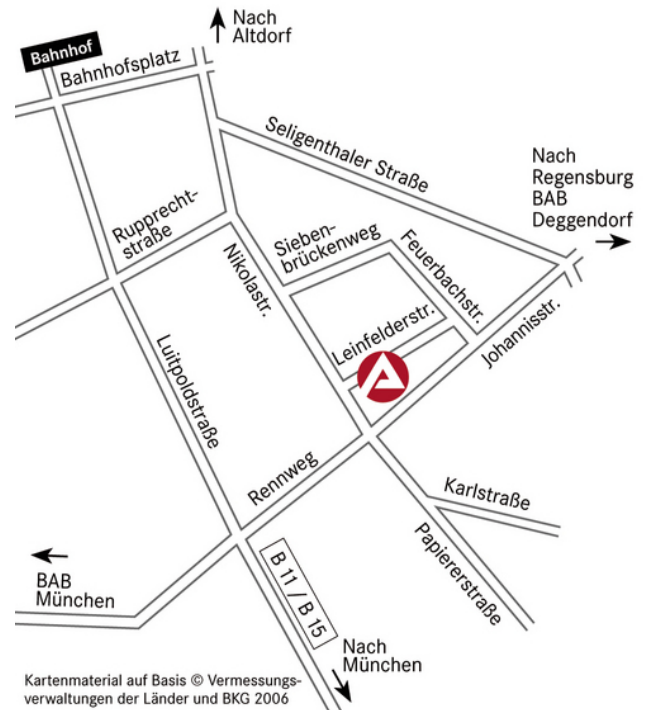 Nach
Altdorf
Bahnhof
Bahnhofsplatz
Seligenthaler Straße
Nach
Regensburg
BAB
Deggendorf
Rupprecht-
straße
Nikolastr.
Sieben-
brückenweg
Feuerbachstr.
Leinfelderstr.
Johannisstr.
Luitpoldstraße
Rennweg
Karlstraße
Papiererstraße
BAB
München
B 11 / B 15
Nach
München
Kartenmaterial auf Basis © Vermessungs-
verwaltungen der Länder und BKG 2006